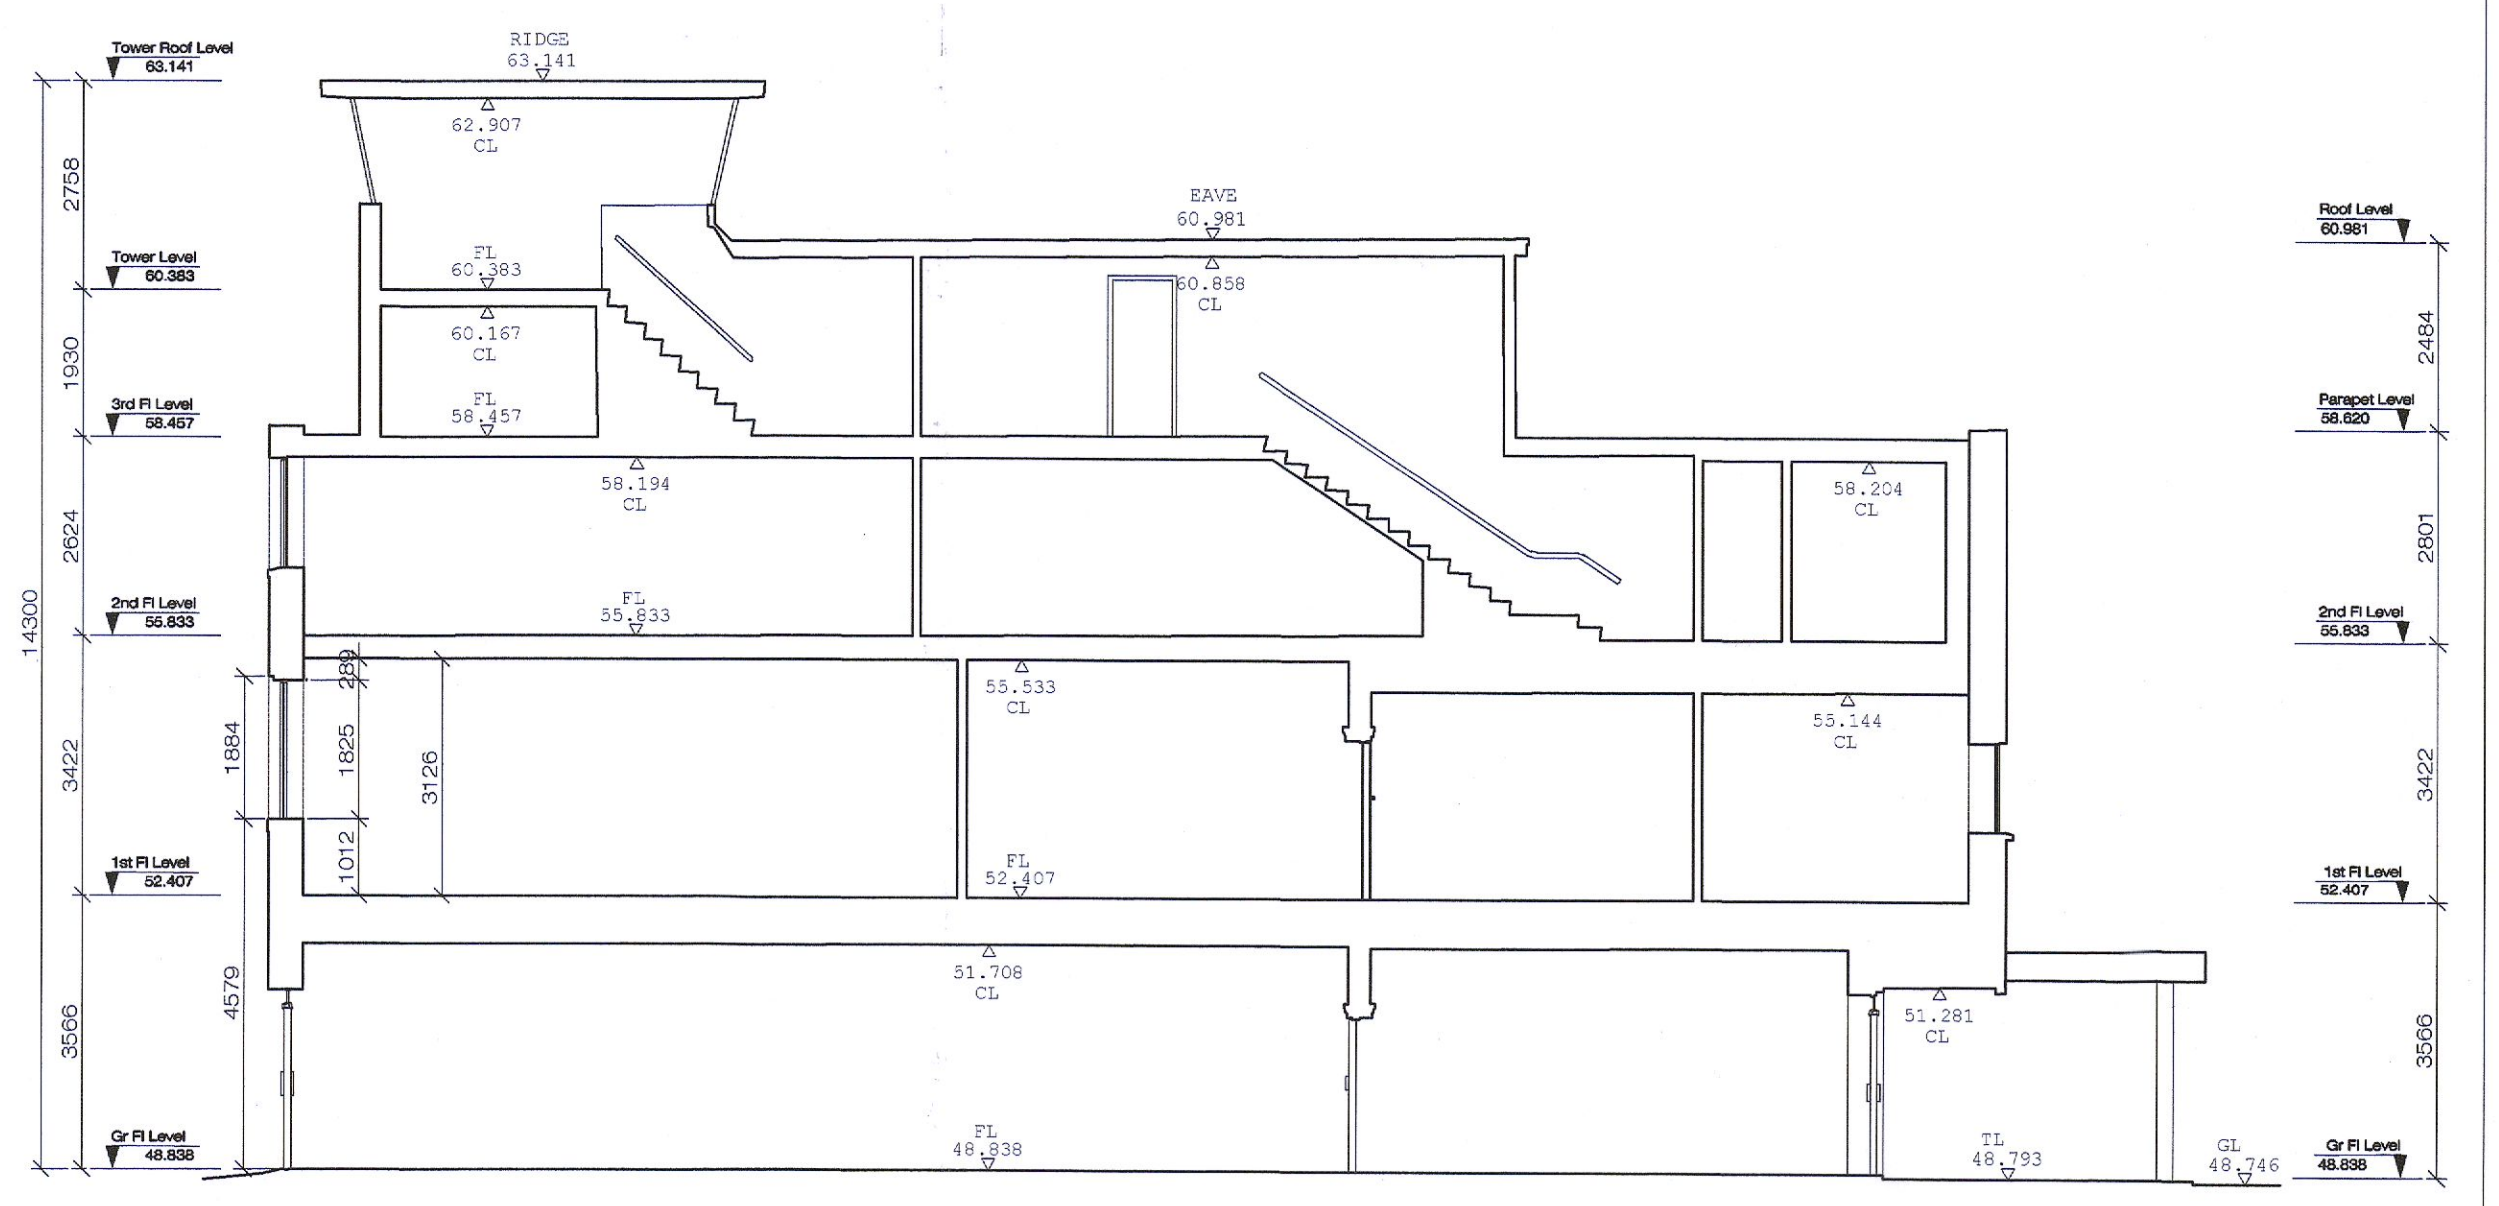 Tower Roof Level
63.141
RIDGE
63.141
62.907
CL
2758
EAVE
60.981
Roof Level
60.981
Tower Level
60.383
FL
60.383
60.858
CL
60.167
CL
1930
2484
3rd Fl Level
58.457
FL
58.457
Parapet Level
58.620
58.194
CL
58.204
CL
2624
2801
14300
2nd Fl Level
55.833
FL
55.833
2nd Fl Level
55.833
289
55.533
CL
55.144
CL
1884
1825
3422
3126
3422
1012
1st Fl Level
52.407
FL
52.407
1st Fl Level
52.407
51.708
CL
51.281
CL
4579
3566
3566
Gr Fl Level
48.838
FL
48.838
TL
48.793
GL
48.746
Gr Fl Level
48.838